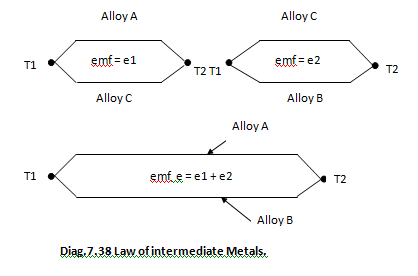 Alloy A
Alloy C
T1
emf = e1
T2 T1
emf = e2
T2
Alloy C
Alloy B
Alloy A
T1
emf e = e1 + e2
T2
Alloy B
Diag.7.38 Law of intermediate Metals.